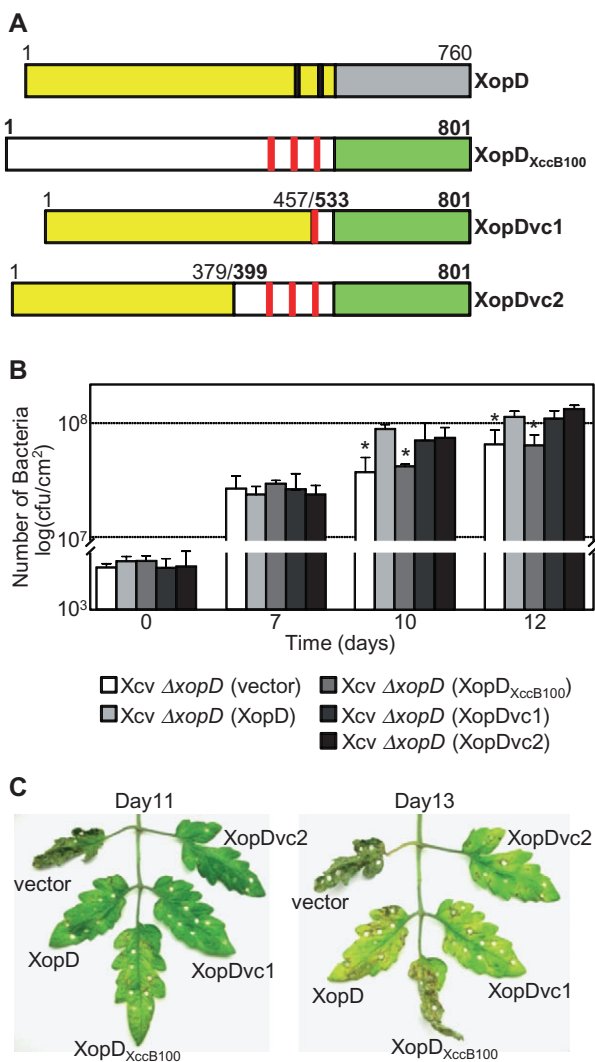 A
1 760
XopD
1 801
XopDXccB100
1 457/533 801
XopDvc1
1 379/399 801
XopDvc2
B
Number of Bacteria
log(cfu/cm2)
108
107
103
* * * *
0 7 10 12
Time (days)
Xcv ΔxopD (vector)
Xcv ΔxopD (XopD)
Xcv ΔxopD (XopDXccB100)
Xcv ΔxopD (XopDvc1)
Xcv ΔxopD (XopDvc2)
C
Day11
XopDvc2
vector
XopD
XopDvc1
XopDXccB100
Day13
XopDvc2
vector
XopD
XopDvc1
XopDXccB100